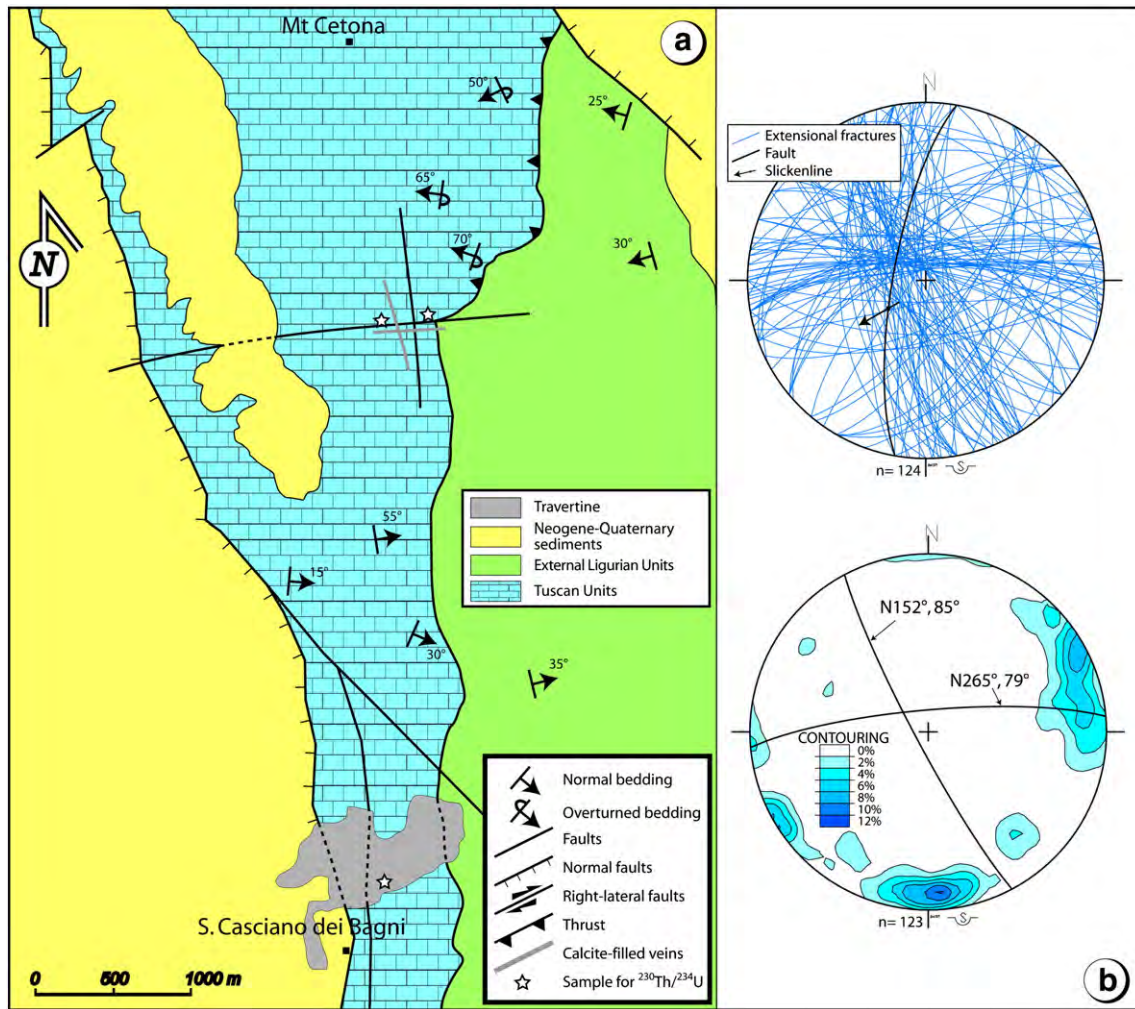 Mt Cetona
a
50°
25°
65°
70°
30°
N
55°
15°
30°
35°
Travertine
Neogene-Quaternary
sediments
External Ligurian Units
Tuscan Units
Normal bedding
Overturned bedding
Faults
Normal faults
Right-lateral faults
Thrust
Calcite-filled veins
Sample for ²³⁰Th/²³⁴U
S. Casciano dei Bagni
0 500 1000 m
N
Extensional fractures
Fault
Slickenline
n= 124
S
N
N152°, 85°
N265°, 79°
CONTOURING
0%
2%
4%
6%
8%
10%
12%
n= 123
S
b